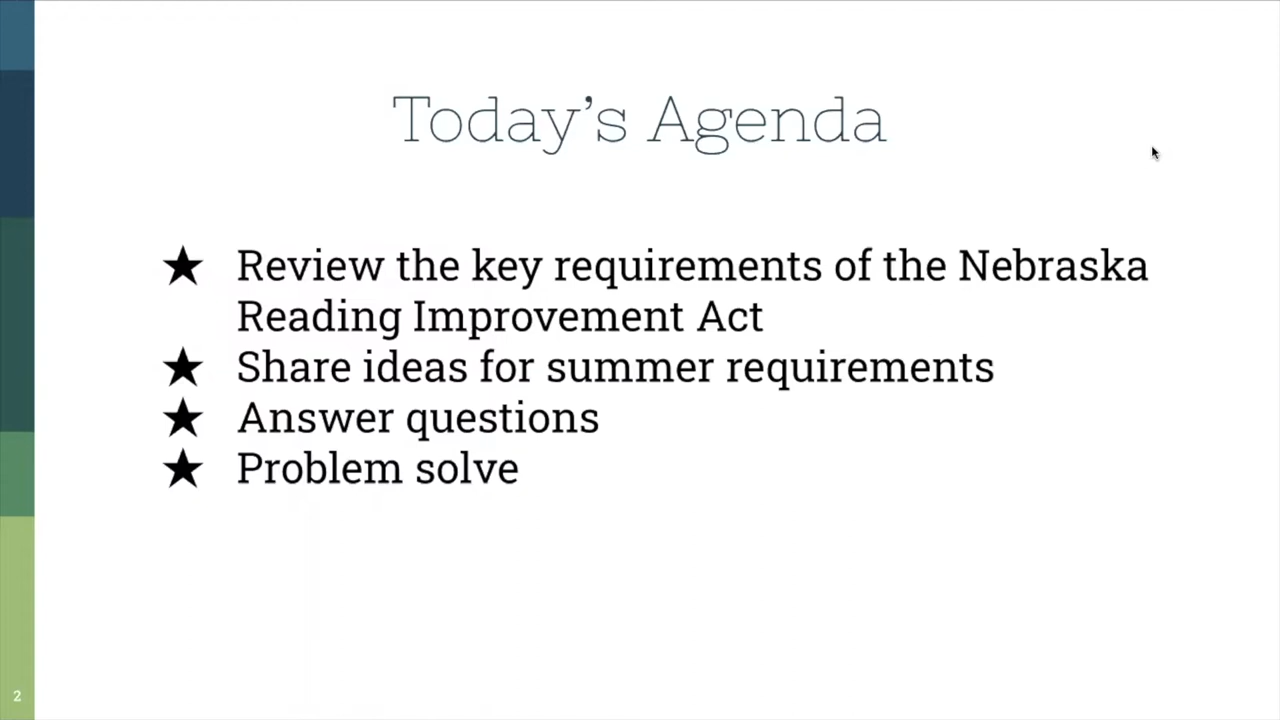 Today’s Agenda
★ Review the key requirements of the Nebraska
Reading Improvement Act
★ Share ideas for summer requirements
★ Answer questions
★ Problem solve
2